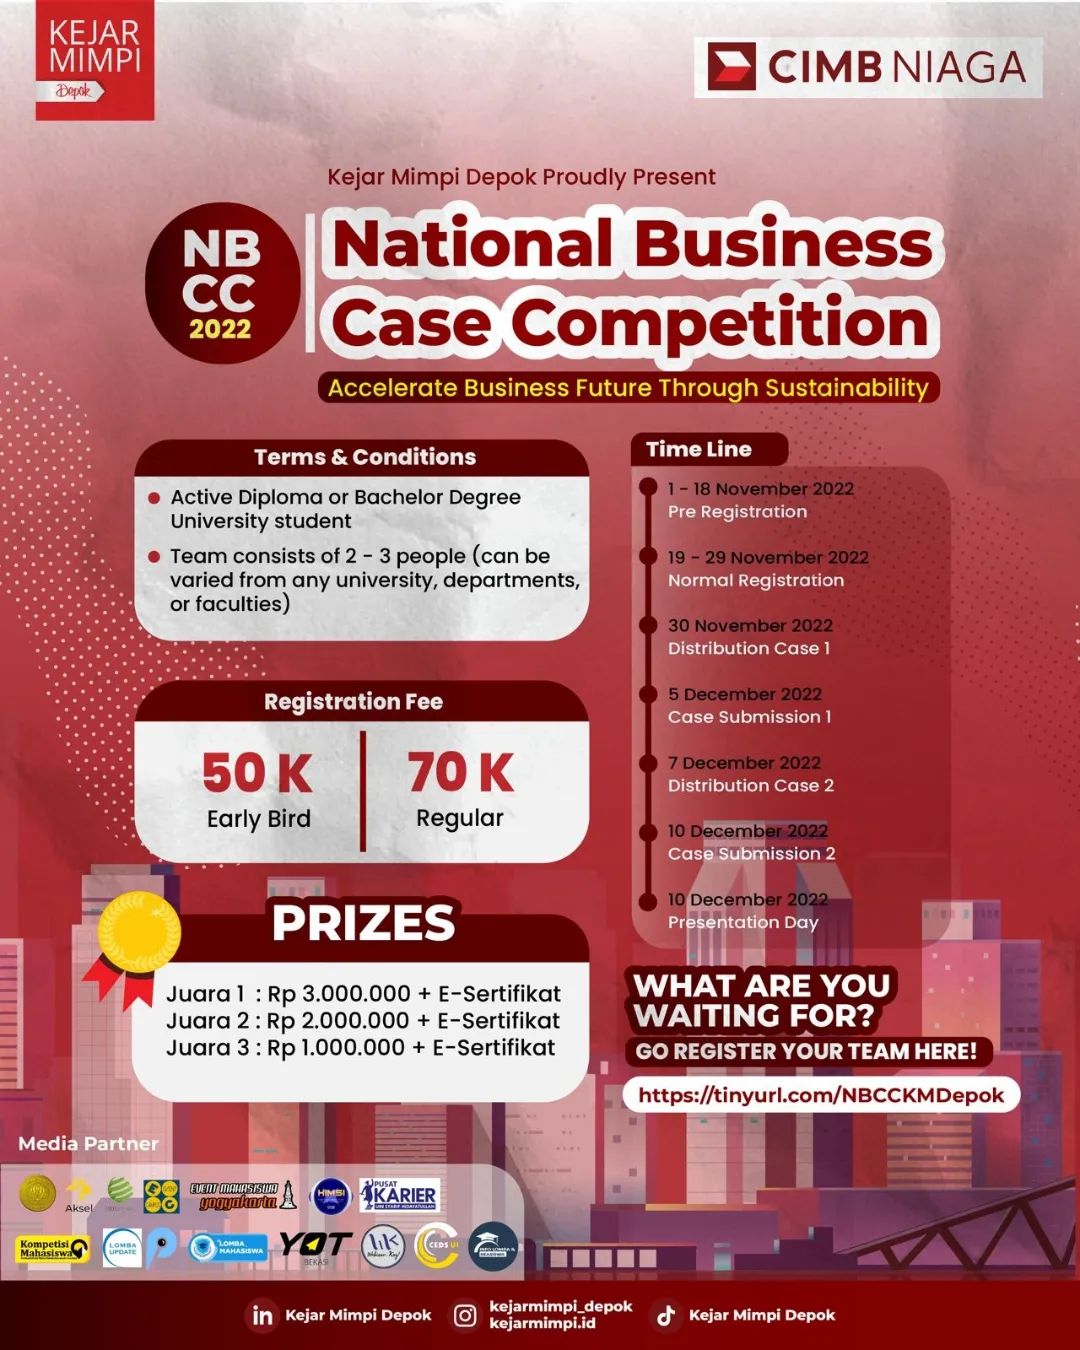 KEJAR
MIMPI
Depok
CIMB NIAGA
Kejar Mimpi Depok Proudly Present
NB
CC
2022
National Business
Case Competition
Accelerate Business Future Through Sustainability
Terms & Conditions
Active Diploma or Bachelor Degree
University student
Team consists of 2 - 3 people (can be
varied from any university, departments,
or faculties)
Registration Fee
50 K
Early Bird
70 K
Regular
PRIZES
Juara 1 : Rp 3.000.000 + E-Sertifikat
Juara 2 : Rp 2.000.000 + E-Sertifikat
Juara 3 : Rp 1.000.000 + E-Sertifikat
Time Line
1 - 18 November 2022
Pre Registration
19 - 29 November 2022
Normal Registration
30 November 2022
Distribution Case 1
5 December 2022
Case Submission 1
7 December 2022
Distribution Case 2
10 December 2022
Case Submission 2
10 December 2022
Presentation Day
WHAT ARE YOU
WAITING FOR?
GO REGISTER YOUR TEAM HERE!
https://tinyurl.com/NBCCKMDepok
Media Partner
Aksel
EVENT MAHASISWA
yogyakarta
HIMSI
PUSAT
KARIER
UIN SYARIF HIDAYATULLAH
Kompetisi
Mahasiswa
LOMBA
UPDATE
LOMBA
MAHASISWA
YOT
BEKASI
CEDS UI
INFO LOMBA &
BEASISWA
Kejar Mimpi Depok
kejarmimpi_depok
kejarmimpi.id
Kejar Mimpi Depok